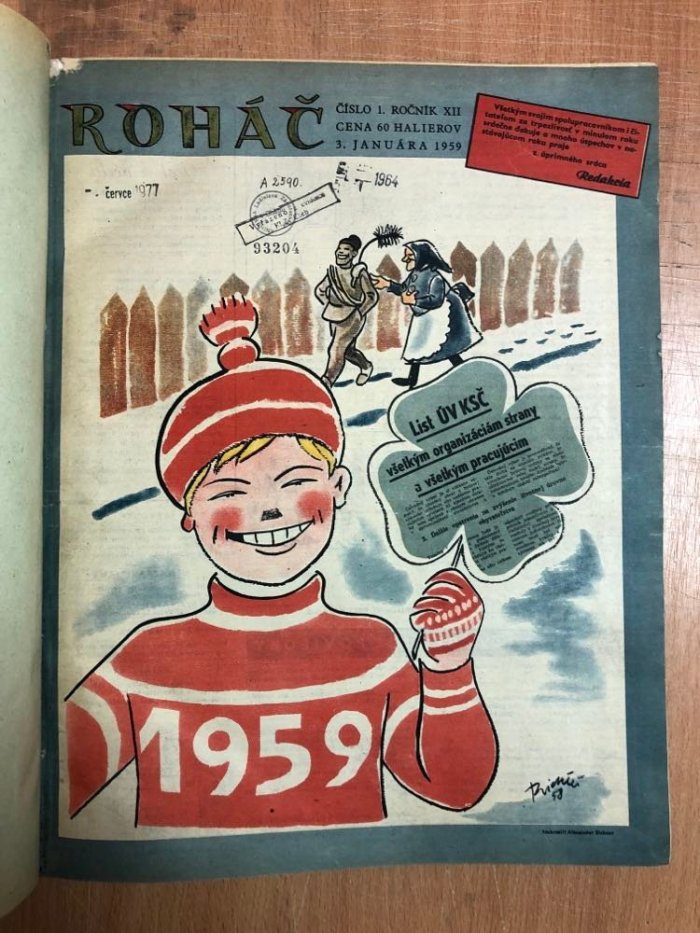 ROHÁČ
ČÍSLO 1. ROČNÍK XII
CENA 60 HALIEROV
3. JANUÁRA 1959
Všetkým svojim spolupracovníkom i či-
tateľom za trpezlivosť v minulom roku
srdečne ďakuje a mnoho úspechov v na-
stávajúcom roku praje
z úprimného srdca
Redakcia
-. července 1977
A 2590.
1964
93204
List ÚV KSČ
všetkým organizáciám strany
a všetkým pracujúcim
1959
58